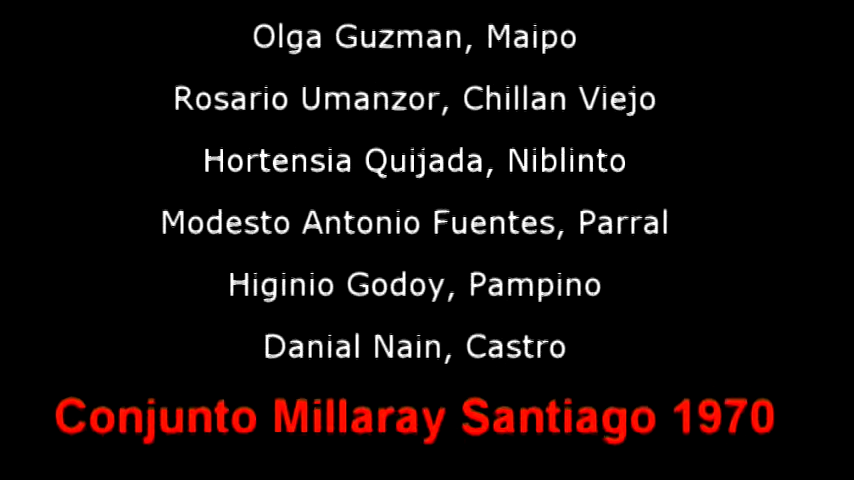 Olga Guzman, Maipo
Rosario Umanzor, Chillan Viejo
Hortensia Quijada, Niblinto
Modesto Antonio Fuentes, Parral
Higinio Godoy, Pampino
Danial Nain, Castro
Conjunto Millaray Santiago 1970